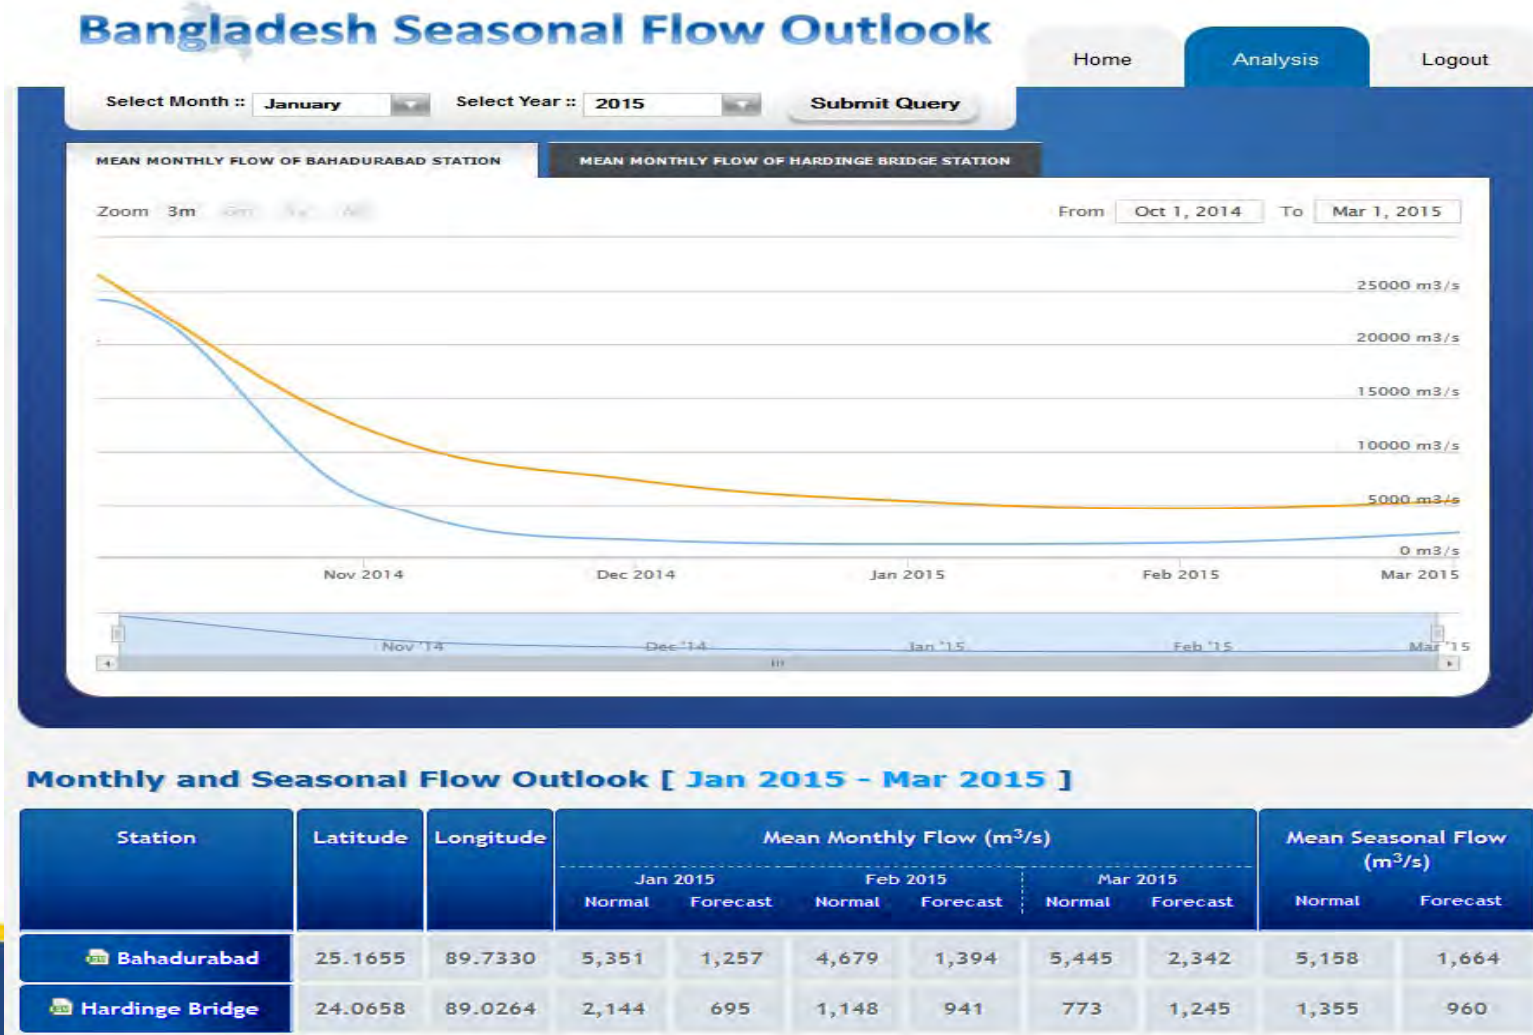 Bangladesh Seasonal Flow Outlook
Home Analysis Logout
Select Month :: January Select Year :: 2015 Submit Query
MEAN MONTHLY FLOW OF BAHADURABAD STATION MEAN MONTHLY FLOW OF HARDINGE BRIDGE STATION
Zoom 3m From Oct 1, 2014 To Mar 1, 2015
25000 m3/s
20000 m3/s
15000 m3/s
10000 m3/s
5000 m3/s
0 m3/s
Nov 2014 Dec 2014 Jan 2015 Feb 2015 Mar 2015
Nov '14 Dec '14 Jan '15 Feb '15 Mar '15
Monthly and Seasonal Flow Outlook [ Jan 2015 - Mar 2015 ]
Station Latitude Longitude Mean Monthly Flow (m³/s) Mean Seasonal Flow
(m³/s)
Jan 2015 Feb 2015 Mar 2015
Normal Forecast Normal Forecast Normal Forecast Normal Forecast
Bahadurabad 25.1655 89.7330 5,351 1,257 4,679 1,394 5,445 2,342 5,158 1,664
Hardinge Bridge 24.0658 89.0264 2,144 695 1,148 941 773 1,245 1,355 960